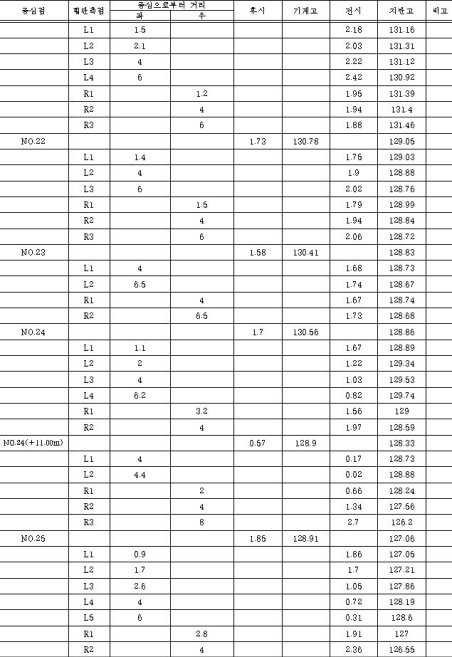 중심점 횡단측점 중심으로부터 거리 후시 기계고 전시 지반고 비고
좌 우
L1 1.5 2.18 131.16
L2 2.1 2.03 131.31
L3 4 2.22 131.12
L4 6 2.42 130.92
R1 1.2 1.95 131.39
R2 4 1.94 131.4
R3 6 1.88 131.46
NO.22 1.73 130.78 129.05
L1 1.4 1.75 129.03
L2 4 1.9 128.88
L3 6 2.02 128.76
R1 1.5 1.79 128.99
R2 4 1.94 128.84
R3 6 2.06 128.72
NO.23 1.58 130.41 128.83
L1 4 1.68 128.73
L2 6.5 1.74 128.67
R1 4 1.67 128.74
R2 6.5 1.73 128.68
NO.24 1.7 130.56 128.86
L1 1.1 1.67 128.89
L2 2 1.22 129.34
L3 4 1.03 129.53
L4 6.2 0.82 129.74
R1 3.2 1.56 129
R2 4 1.97 128.59
NO.24(+11.00m) 0.57 128.9 128.33
L1 4 0.17 128.73
L2 4.4 0.02 128.88
R1 2 0.66 128.24
R2 4 1.34 127.56
R3 8 2.7 126.2
NO.25 1.85 128.91 127.06
L1 0.9 1.86 127.05
L2 1.7 1.7 127.21
L3 2.6 1.05 127.86
L4 4 0.72 128.19
L5 6 0.31 128.6
R1 2.8 1.91 127
R2 4 2.36 126.55